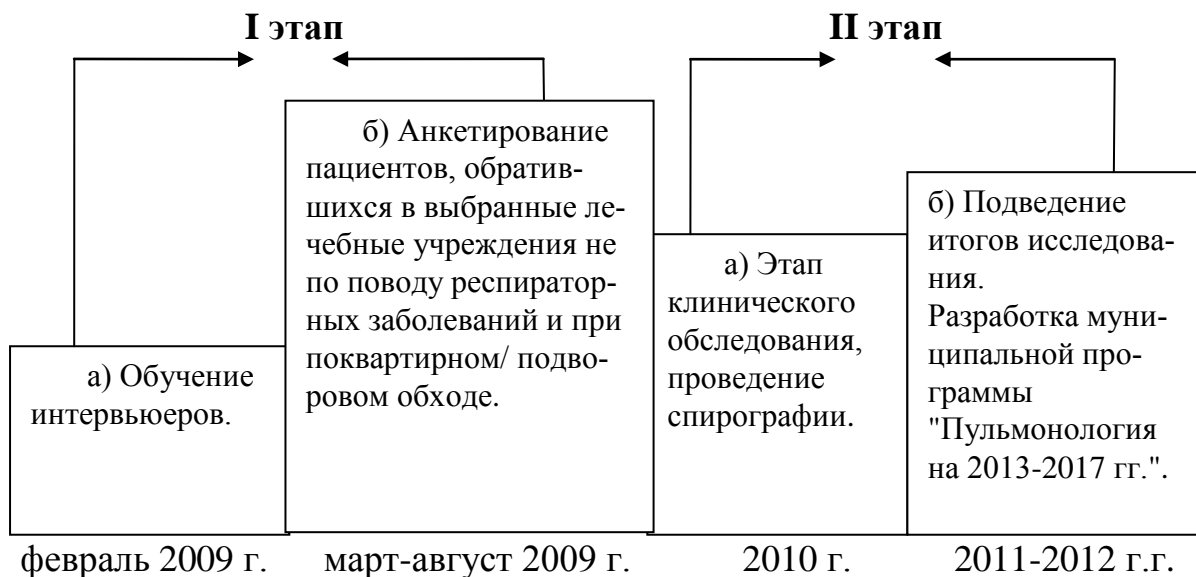 I этап
II этап
а) Обучение
интервьюеров.
б) Анкетирование
пациентов, обратив-
шихся в выбранные ле-
чебные учреждения не
по поводу респиратор-
ных заболеваний и при
поквартирном/ подво-
ровом обходе.
а) Этап
клинического
обследования,
проведение
спирографии.
б) Подведение
итогов исследова-
ния.
Разработка муни-
ципальной про-
граммы
"Пульмонология
на 2013-2017 гг.".
февраль 2009 г.
март-август 2009 г.
2010 г.
2011-2012 г.г.